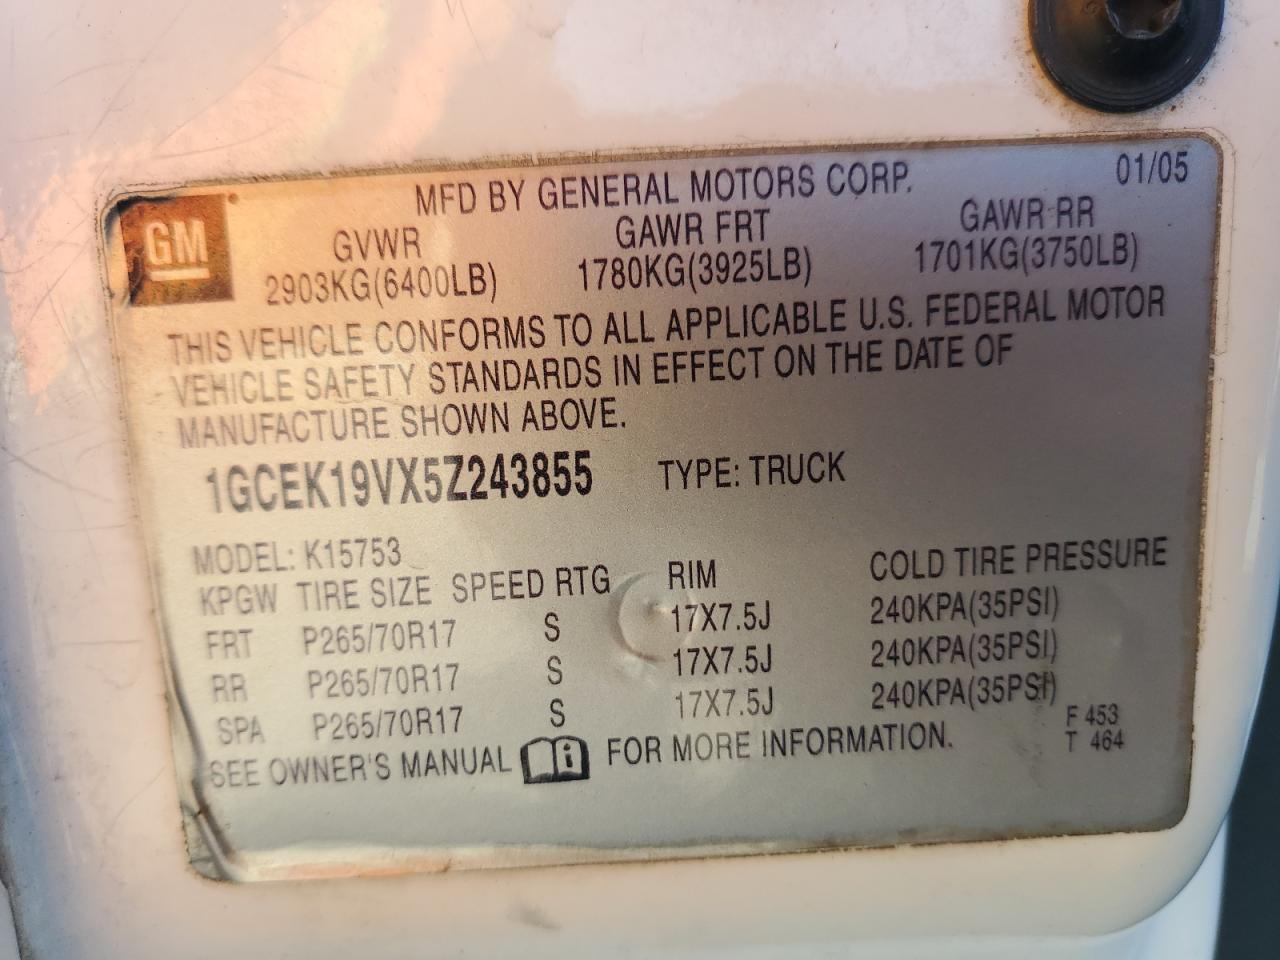 GM
MFD BY GENERAL MOTORS CORP. 01/05
GVWR GAWR FRT GAWR RR
2903KG(6400LB) 1780KG(3925LB) 1701KG(3750LB)
THIS VEHICLE CONFORMS TO ALL APPLICABLE U.S. FEDERAL MOTOR
VEHICLE SAFETY STANDARDS IN EFFECT ON THE DATE OF
MANUFACTURE SHOWN ABOVE.
1GCEK19VX5Z243855 TYPE: TRUCK
MODEL: K15753
KPGW TIRE SIZE SPEED RTG RIM COLD TIRE PRESSURE
FRT P265/70R17 S 17X7.5J 240KPA(35PSI)
RR P265/70R17 S 17X7.5J 240KPA(35PSI)
SPA P265/70R17 S 17X7.5J 240KPA(35PSI)
SEE OWNER'S MANUAL i FOR MORE INFORMATION.
F 453
T 464